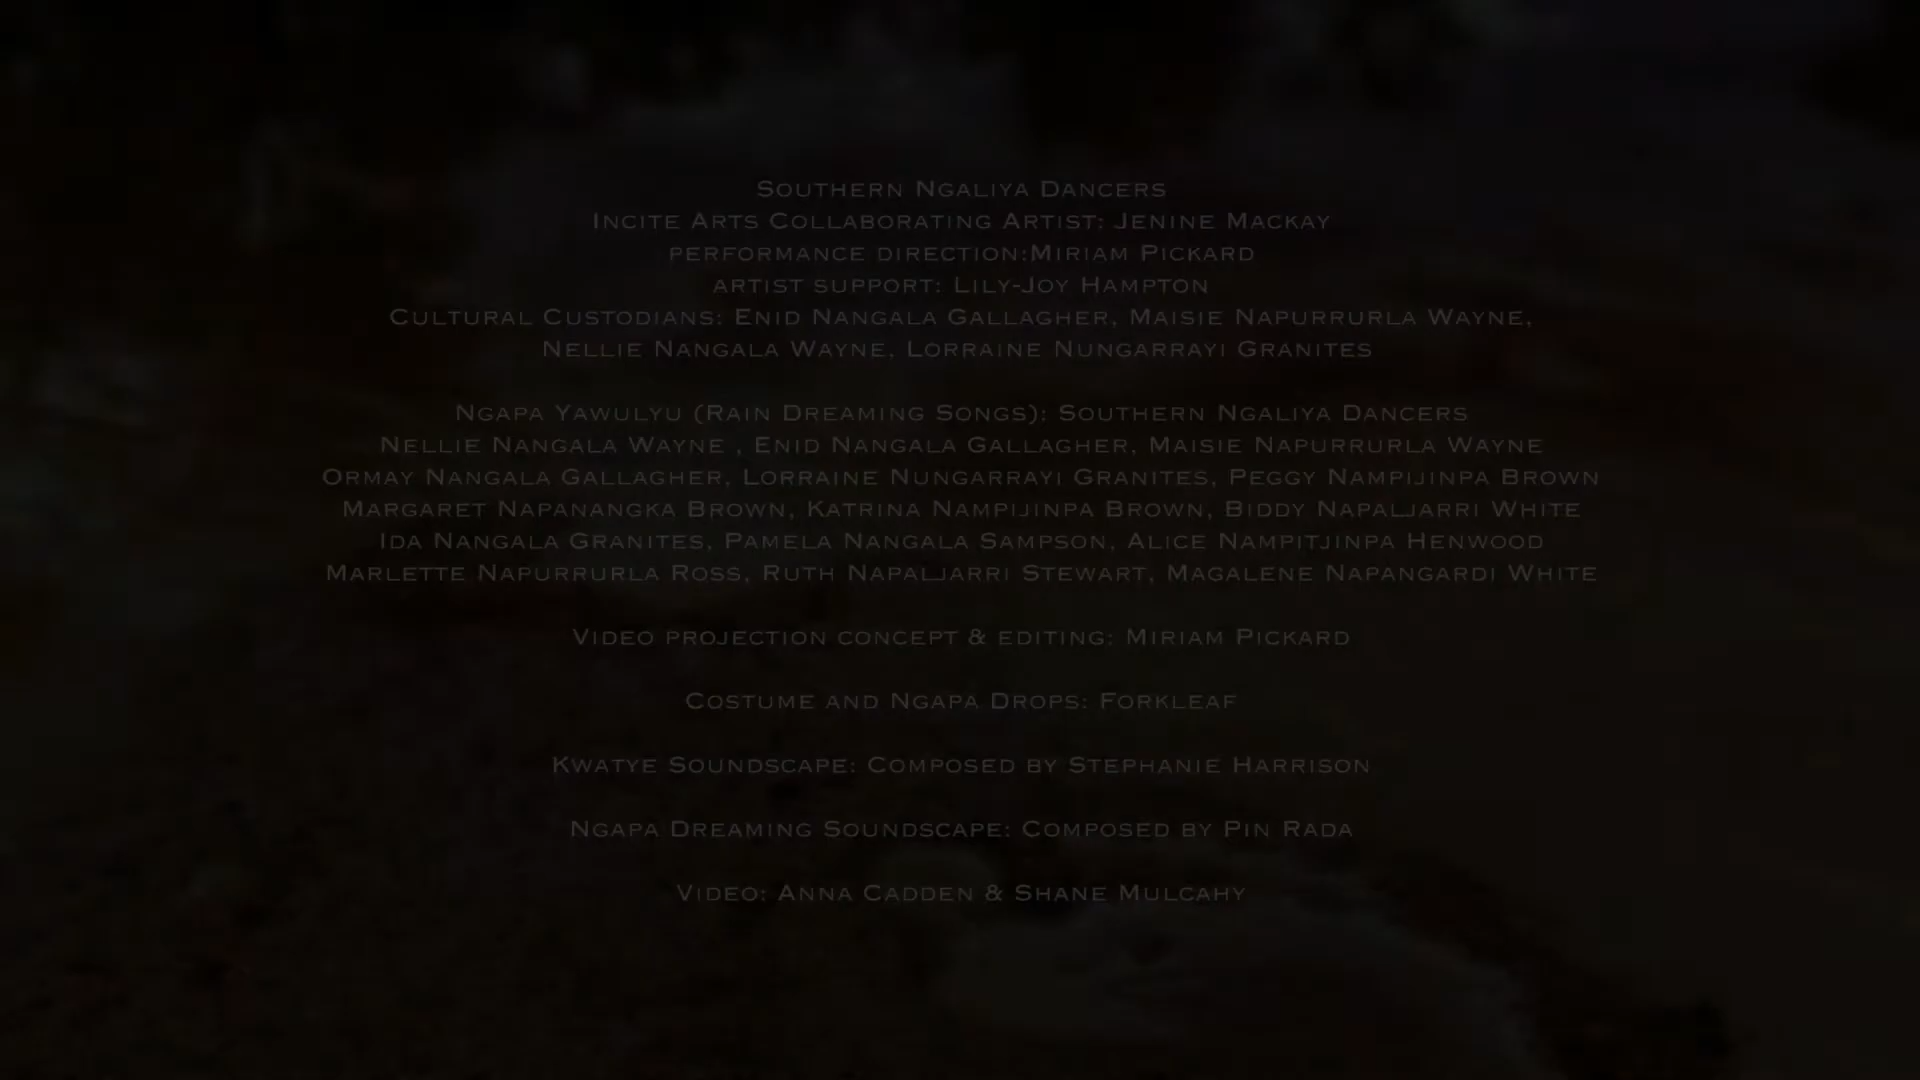 Southern Ngaliya Dancers
Incite Arts Collaborating Artist: Jenine Mackay
performance direction:Miriam Pickard
artist support: Lily-Joy Hampton
Cultural Custodians: Enid Nangala Gallagher, Maisie Napurrurla Wayne,
Nellie Nangala Wayne, Lorraine Nungarrayi Granites
Ngapa Yawulyu (Rain Dreaming Songs): Southern Ngaliya Dancers
Nellie Nangala Wayne , Enid Nangala Gallagher, Maisie Napurrurla Wayne
Ormay Nangala Gallagher, Lorraine Nungarrayi Granites, Peggy Nampijinpa Brown
Margaret Napanangka Brown, Katrina Nampijinpa Brown, Biddy Napaljarri White
Ida Nangala Granites, Pamela Nangala Sampson, Alice Nampitjinpa Henwood
Marlette Napurrurla Ross, Ruth Napaljarri Stewart, Magalene Napangardi White
Video projection concept & editing: Miriam Pickard
Costume and Ngapa Drops: Forkleaf
Kwatye Soundscape: Composed by Stephanie Harrison
Ngapa Dreaming Soundscape: Composed by Pin Rada
Video: Anna Cadden & Shane Mulcahy